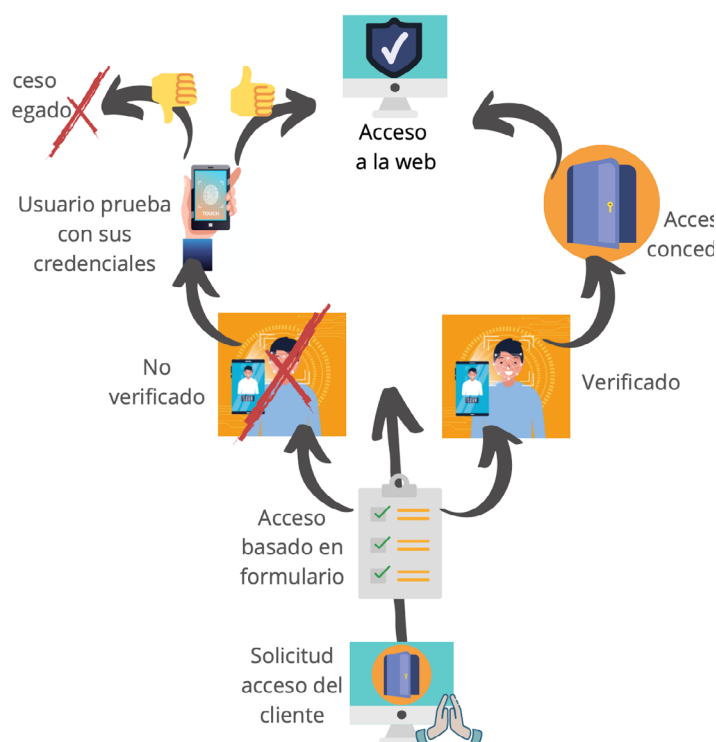 ceso
egado
Acceso
a la web
Usuario prueba
con sus
credenciales
TOUCH
Acces
conced
No
verificado
Verificado
Acceso
basado en
formulario
Solicitud
acceso del
cliente